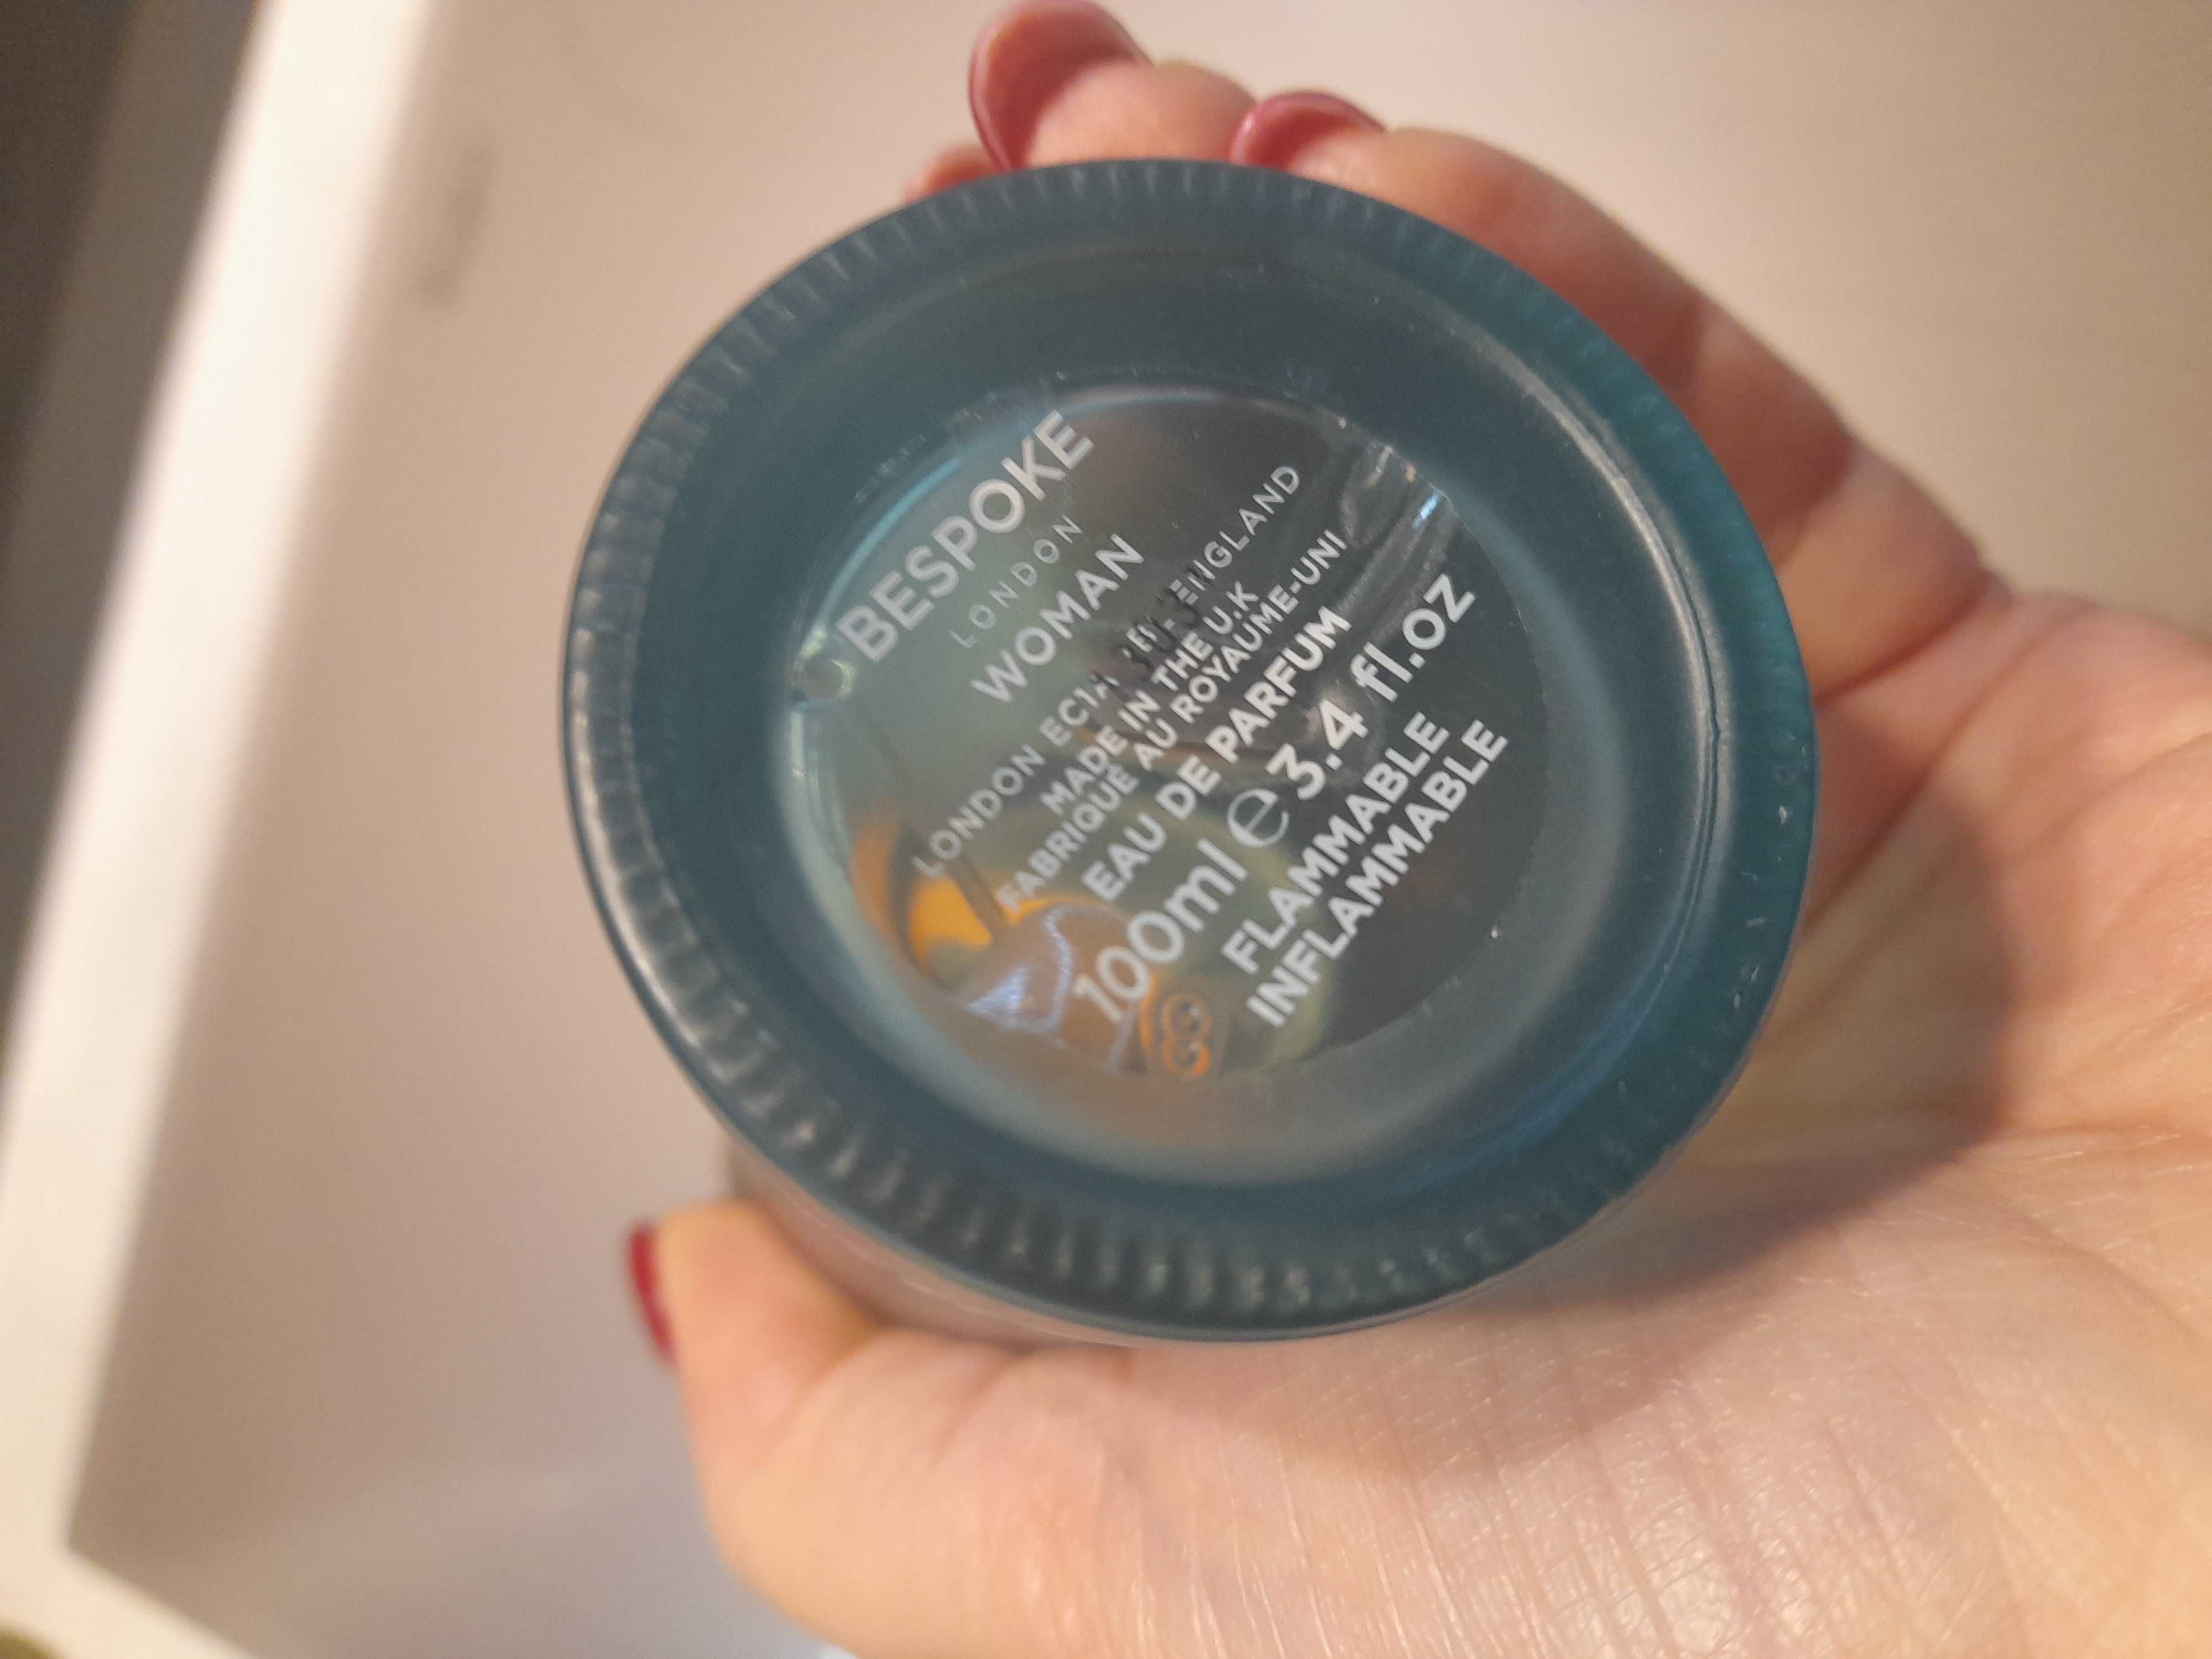 BESPOKE
LONDON
WOMAN
LONDON EC1A ENGLAND
MADE IN THE U.K
FABRIQUÉ AU ROYAUME-UNI
EAU DE PARFUM
100ml e 3.4 fl.oz
FLAMMABLE
INFLAMMABLE